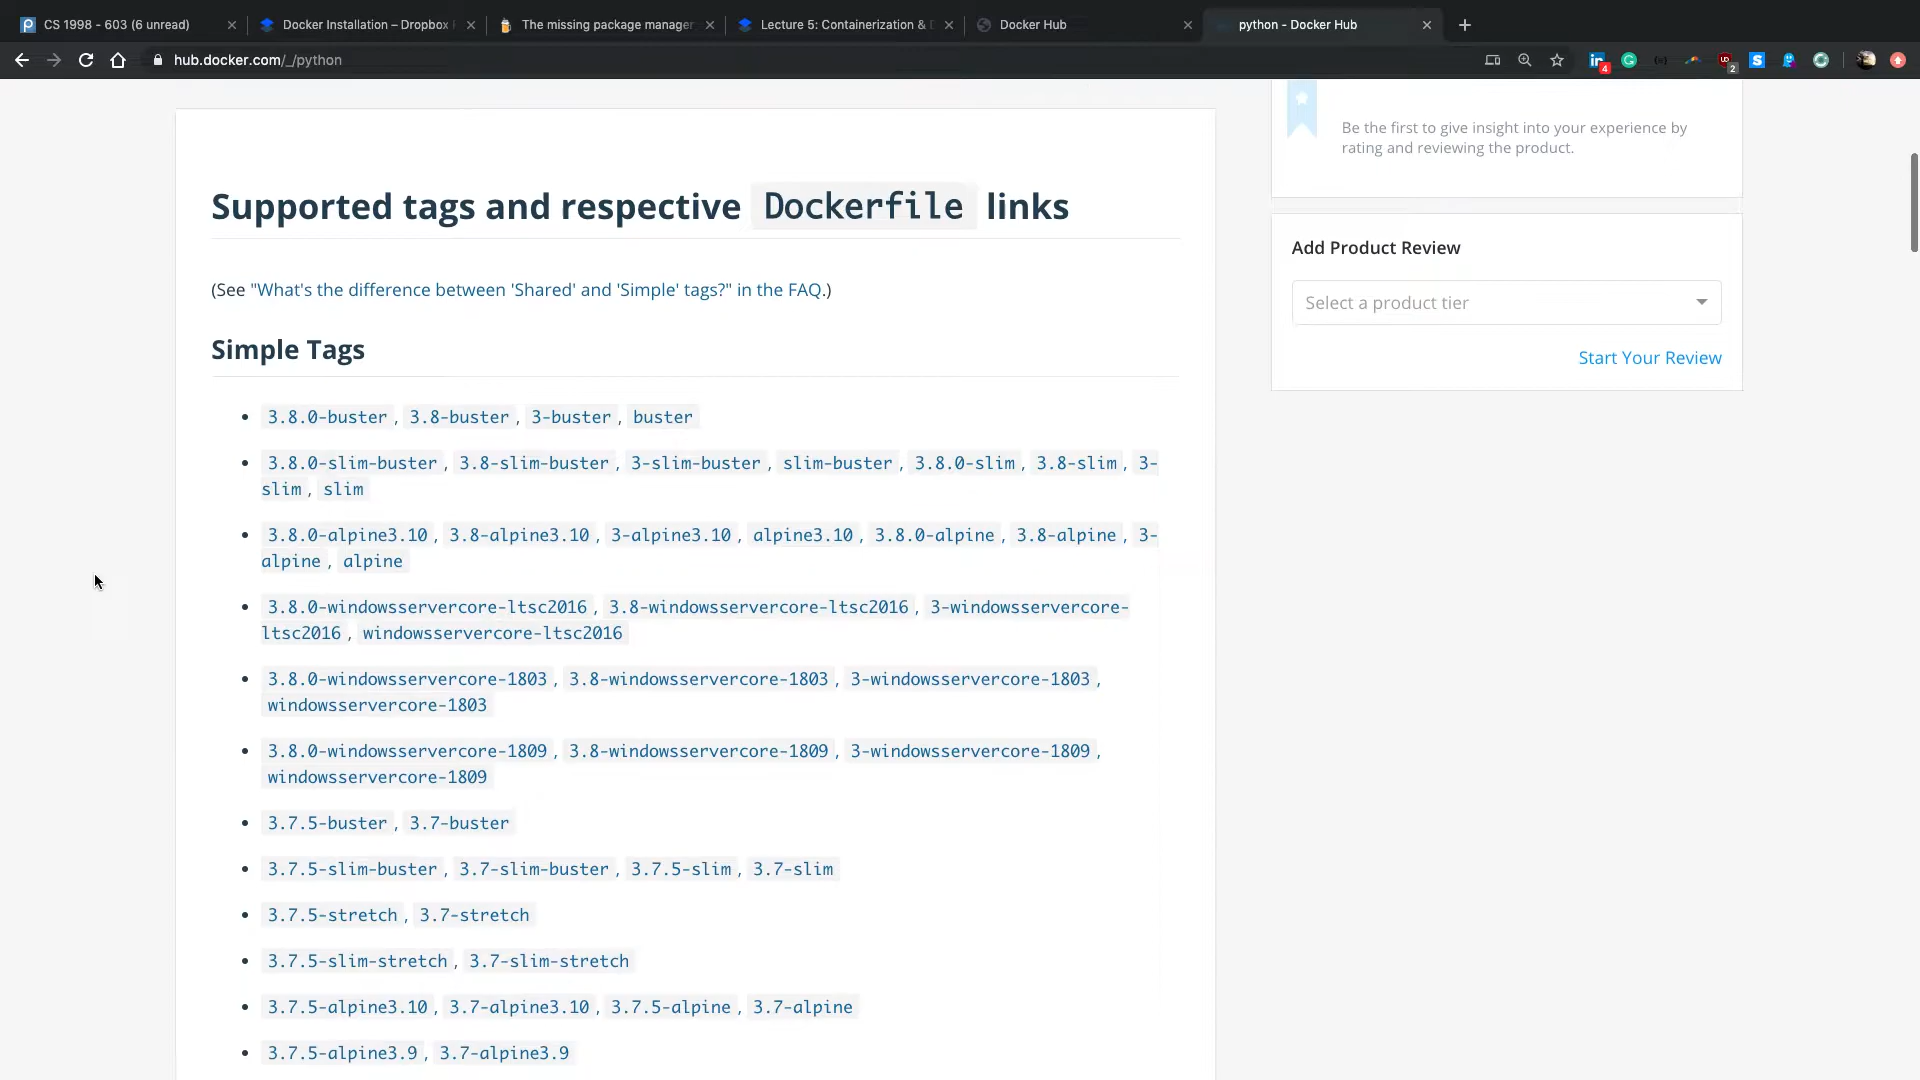 CS 1998 - 603 (6 unread)
Docker Installation – Dropbox
The missing package manager
Lecture 5: Containerization &
Docker Hub
python - Docker Hub
hub.docker.com/_/python
4
2
Be the first to give insight into your experience by
rating and reviewing the product.
Supported tags and respective Dockerfile links
Add Product Review
(See "What's the difference between 'Shared' and 'Simple' tags?" in the FAQ.)
Select a product tier
Simple Tags
Start Your Review
3.8.0-buster , 3.8-buster , 3-buster , buster
3.8.0-slim-buster , 3.8-slim-buster , 3-slim-buster , slim-buster , 3.8.0-slim , 3.8-slim , 3-
slim , slim
3.8.0-alpine3.10 , 3.8-alpine3.10 , 3-alpine3.10 , alpine3.10 , 3.8.0-alpine , 3.8-alpine , 3-
alpine , alpine
3.8.0-windowsservercore-ltsc2016 , 3.8-windowsservercore-ltsc2016 , 3-windowsservercore-
ltsc2016 , windowsservercore-ltsc2016
3.8.0-windowsservercore-1803 , 3.8-windowsservercore-1803 , 3-windowsservercore-1803 ,
windowsservercore-1803
3.8.0-windowsservercore-1809 , 3.8-windowsservercore-1809 , 3-windowsservercore-1809 ,
windowsservercore-1809
3.7.5-buster , 3.7-buster
3.7.5-slim-buster , 3.7-slim-buster , 3.7.5-slim , 3.7-slim
3.7.5-stretch , 3.7-stretch
3.7.5-slim-stretch , 3.7-slim-stretch
3.7.5-alpine3.10 , 3.7-alpine3.10 , 3.7.5-alpine , 3.7-alpine
3.7.5-alpine3.9 , 3.7-alpine3.9